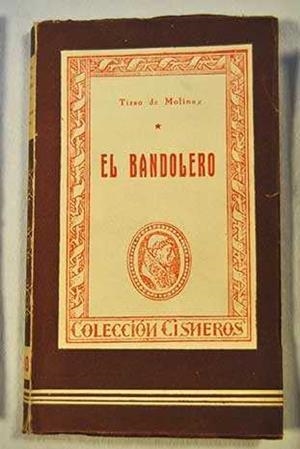 Tirso de Molina
EL BANDOLERO
COLECCIÓN CISNEROS